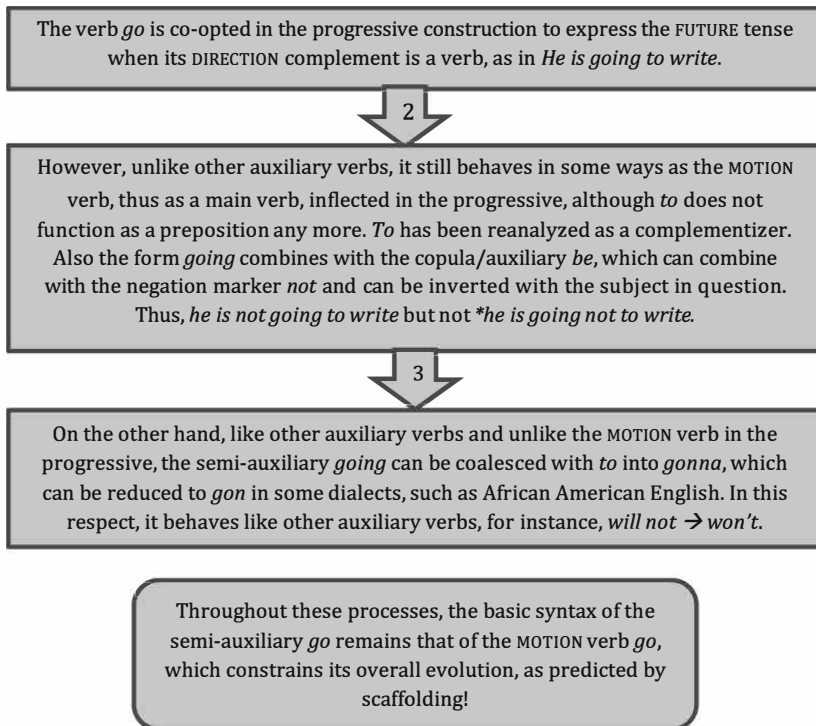 The verb go is co-opted in the progressive construction to express the FUTURE tense
when its DIRECTION complement is a verb, as in He is going to write.
2
However, unlike other auxiliary verbs, it still behaves in some ways as the MOTION
verb, thus as a main verb, inflected in the progressive, although to does not
function as a preposition any more. To has been reanalyzed as a complementizer.
Also the form going combines with the copula/auxiliary be, which can combine
with the negation marker not and can be inverted with the subject in question.
Thus, he is not going to write but not *he is going not to write.
3
On the other hand, like other auxiliary verbs and unlike the MOTION verb in the
progressive, the semi-auxiliary going can be coalesced with to into gonna, which
can be reduced to gon in some dialects, such as African American English. In this
respect, it behaves like other auxiliary verbs, for instance, will not → won't.
Throughout these processes, the basic syntax of the
semi-auxiliary go remains that of the MOTION verb go,
which constrains its overall evolution, as predicted by
scaffolding!